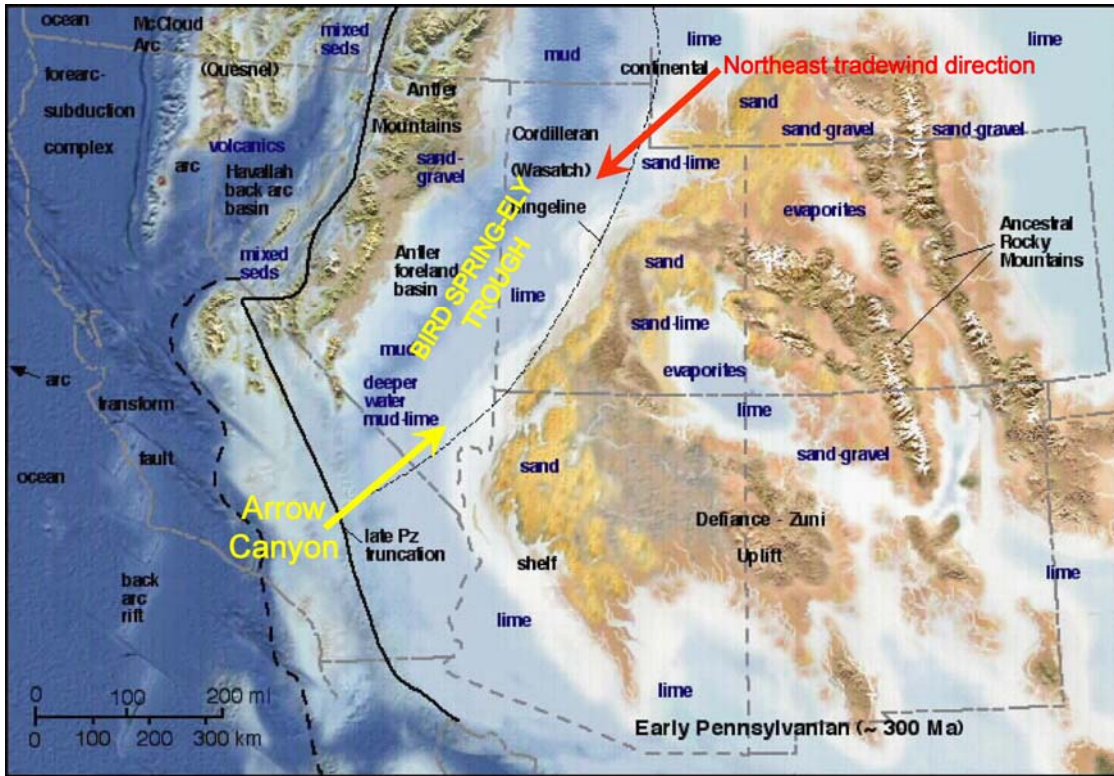 ocean
McCloud
Arc
mixed
seds
mud
lime
lime
forearc-
subduction
complex
(Quesnel)
Antler
Mountains
continental
Northeast tradewind direction
sand
sand-gravel
sand-gravel
arc
volcanics
Havallah
back arc
basin
sand-
gravel
Cordilleran
(Wasatch)
hingeline
sand-lime
evaporites
Ancestral
Rocky
Mountains
mixed
seds
Antler
foreland
basin
BIRD SPRING-ELY
TROUGH
lime
sand
sand-lime
mud
deeper
water
mud-lime
evaporites
lime
arc
transform
fault
ocean
sand
sand-gravel
Arrow
Canyon
late Pz
truncation
shelf
Defiance - Zuni
Uplift
back
arc
rift
lime
lime
lime
0 100 200 mi
0 100 200 300 km
Early Pennsylvanian (~ 300 Ma)